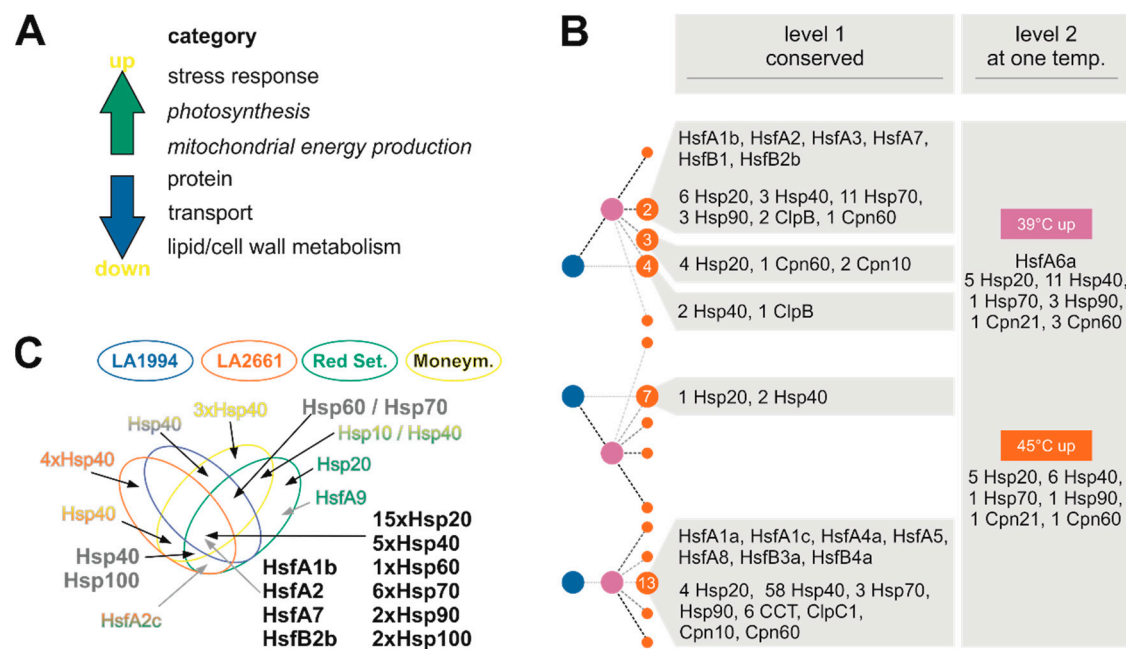 A
category
up
stress response
photosynthesis
mitochondrial energy production
protein
transport
lipid/cell wall metabolism
down
B
level 1
conserved
level 2
at one temp.
HsfA1b, HsfA2, HsfA3, HsfA7,
HsfB1, HsfB2b
6 Hsp20, 3 Hsp40, 11 Hsp70,
3 Hsp90, 2 ClpB, 1 Cpn60
2
3
4
4 Hsp20, 1 Cpn60, 2 Cpn10
2 Hsp40, 1 ClpB
7
1 Hsp20, 2 Hsp40
HsfA1a, HsfA1c, HsfA4a, HsfA5,
HsfA8, HsfB3a, HsfB4a
13
4 Hsp20, 58 Hsp40, 3 Hsp70,
Hsp90, 6 CCT, ClpC1,
Cpn10, Cpn60
39°C up
HsfA6a
5 Hsp20, 11 Hsp40,
1 Hsp70, 3 Hsp90,
1 Cpn21, 3 Cpn60
45°C up
5 Hsp20, 6 Hsp40,
1 Hsp70, 1 Hsp90,
1 Cpn21, 1 Cpn60
C
LA1994
LA2661
Red Set.
Moneym.
3xHsp40
Hsp60 / Hsp70
Hsp40
Hsp10 / Hsp40
4xHsp40
Hsp20
HsfA9
Hsp40
Hsp40
Hsp100
HsfA2c
HsfA1b
HsfA2
HsfA7
HsfB2b
15xHsp20
5xHsp40
1xHsp60
6xHsp70
2xHsp90
2xHsp100